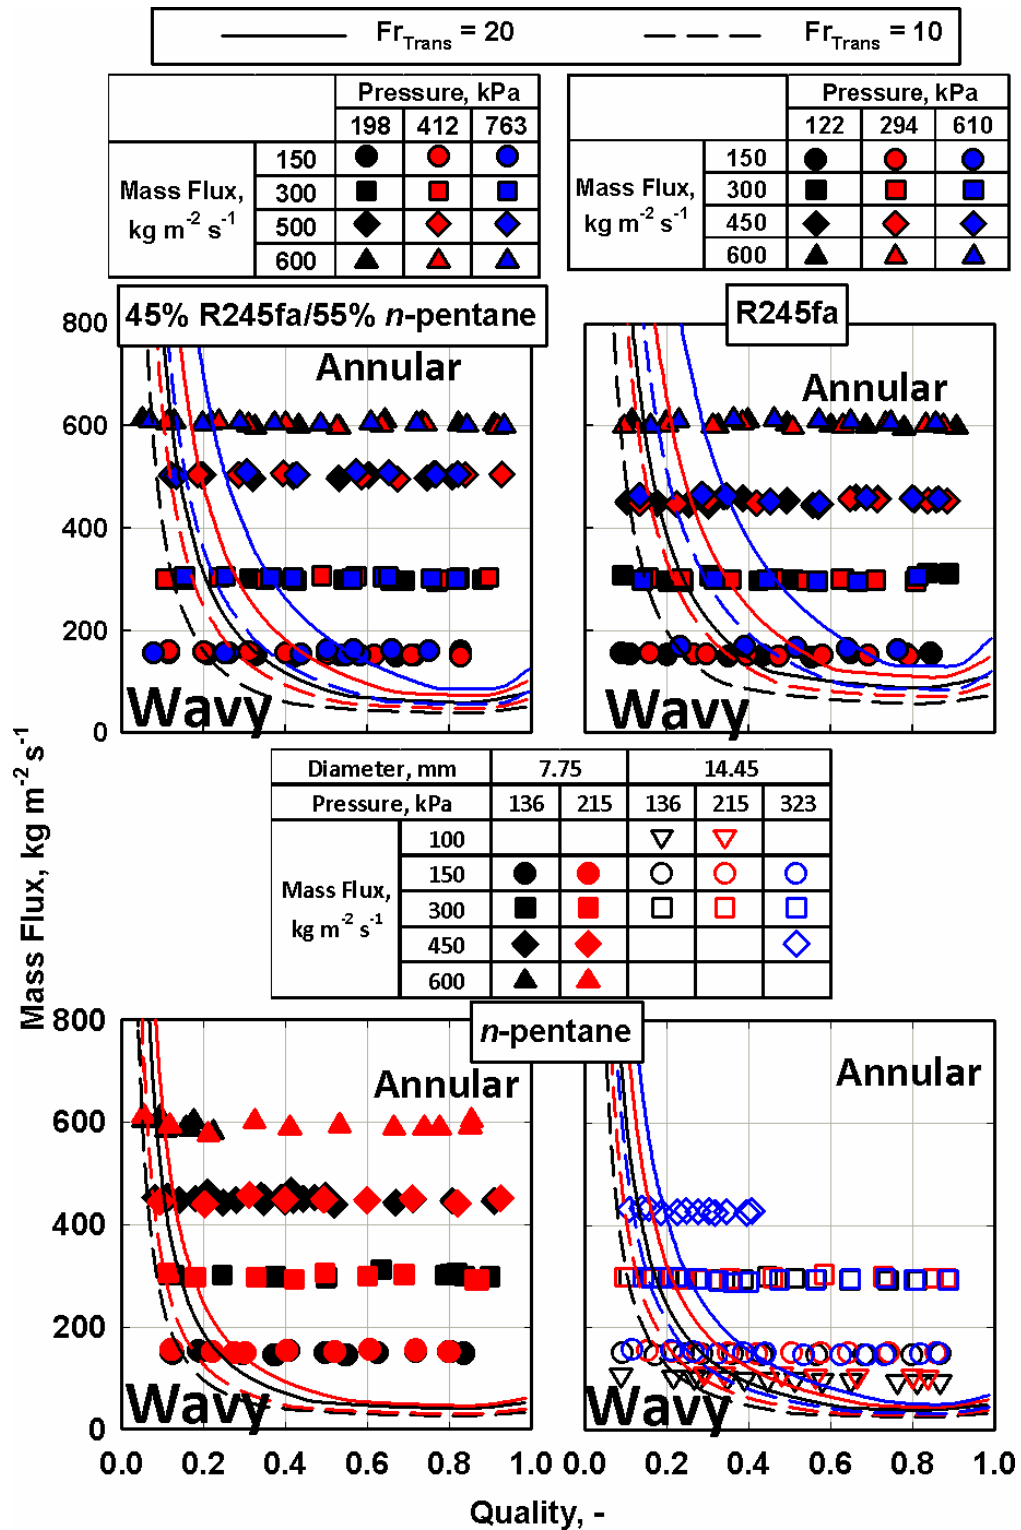 Fr_Trans = 20 Fr_Trans = 10
Pressure, kPa
198 412 763
Mass Flux,
kg m⁻² s⁻¹
150
300
500
600
Pressure, kPa
122 294 610
Mass Flux,
kg m⁻² s⁻¹
150
300
450
600
45% R245fa/55% n-pentane
R245fa
800
600
400
200
0
Annular
Wavy
Annular
Wavy
Diameter, mm 7.75 14.45
Pressure, kPa 136 215 136 215 323
Mass Flux,
kg m⁻² s⁻¹
100
150
300
450
600
Mass Flux, kg m⁻² s⁻¹
n-pentane
800
600
400
200
0
Annular
Wavy
Annular
Wavy
0.0 0.2 0.4 0.6 0.8 1.0 0.0 0.2 0.4 0.6 0.8 1.0
Quality, -